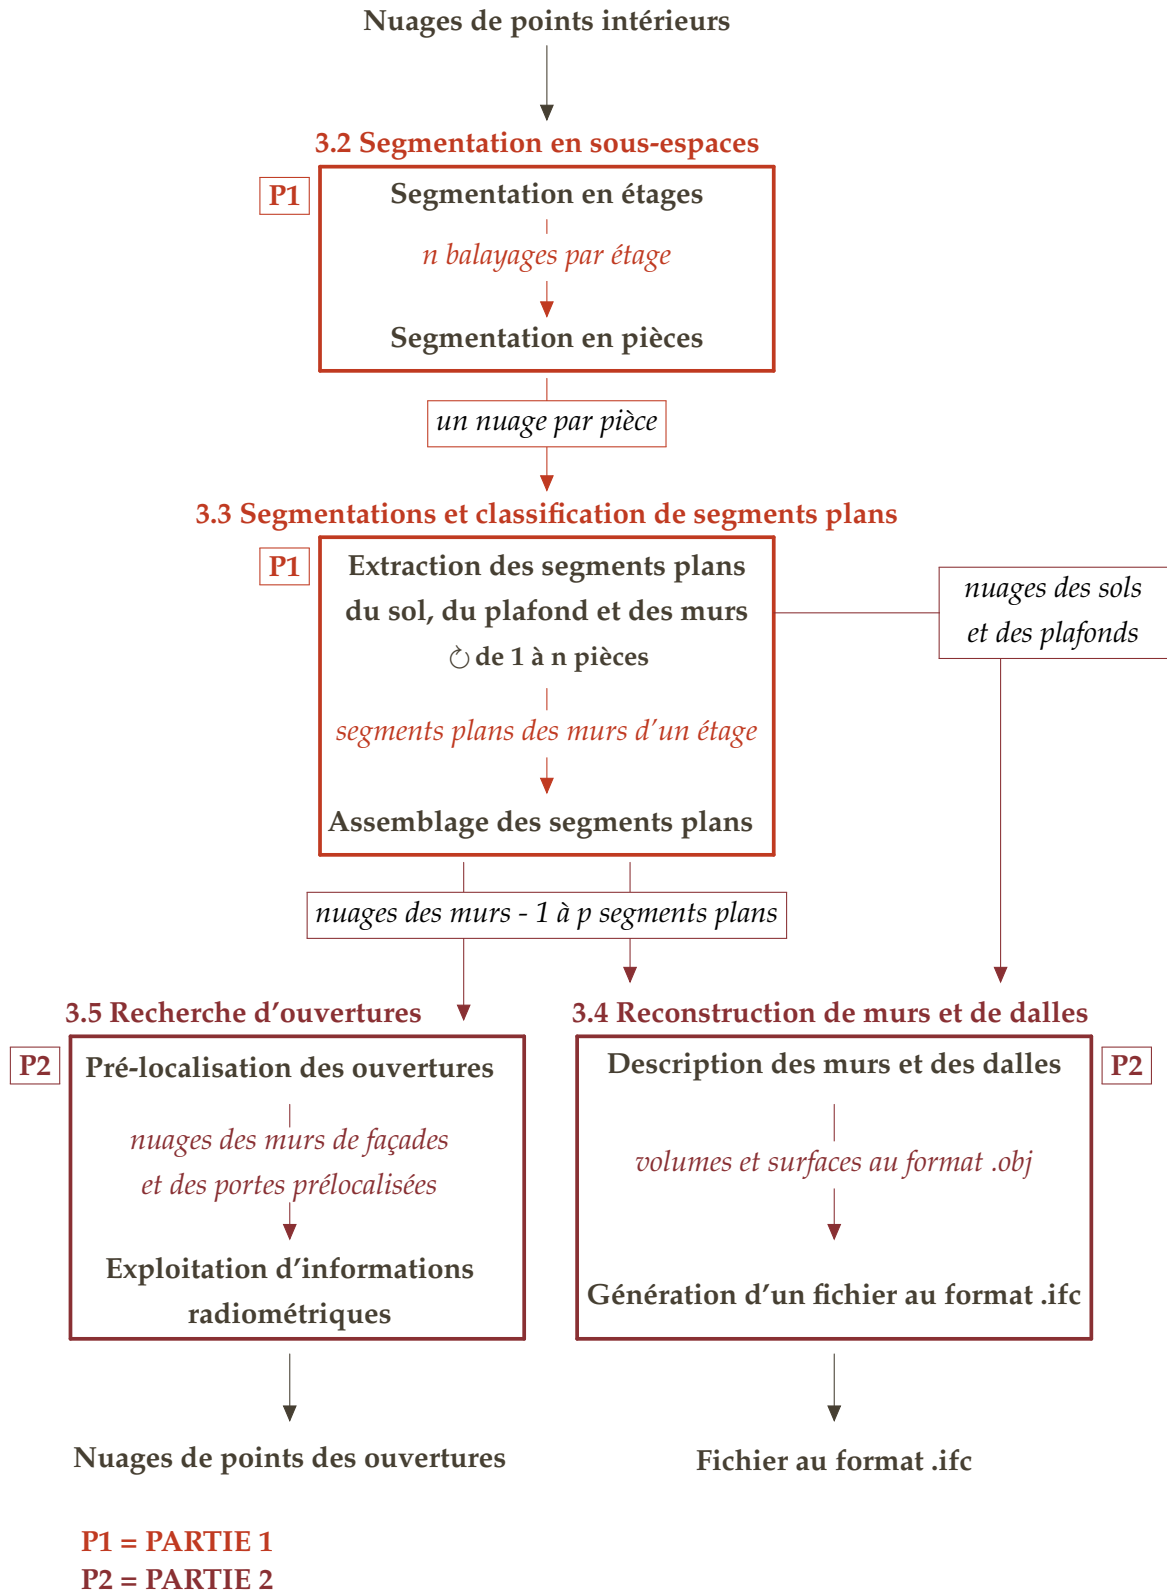 Nuages de points intérieurs
3.2 Segmentation en sous-espaces
P1
Segmentation en étages
n balayages par étage
Segmentation en pièces
un nuage par pièce
3.3 Segmentations et classification de segments plans
P1
Extraction des segments plans
du sol, du plafond et des murs
↻ de 1 à n pièces
segments plans des murs d'un étage
Assemblage des segments plans
nuages des sols
et des plafonds
nuages des murs - 1 à p segments plans
3.5 Recherche d'ouvertures
P2
Pré-localisation des ouvertures
nuages des murs de façades
et des portes prélocalisées
Exploitation d'informations
radiométriques
Nuages de points des ouvertures
3.4 Reconstruction de murs et de dalles
P2
Description des murs et des dalles
volumes et surfaces au format .obj
Génération d'un fichier au format .ifc
Fichier au format .ifc
P1 = PARTIE 1
P2 = PARTIE 2